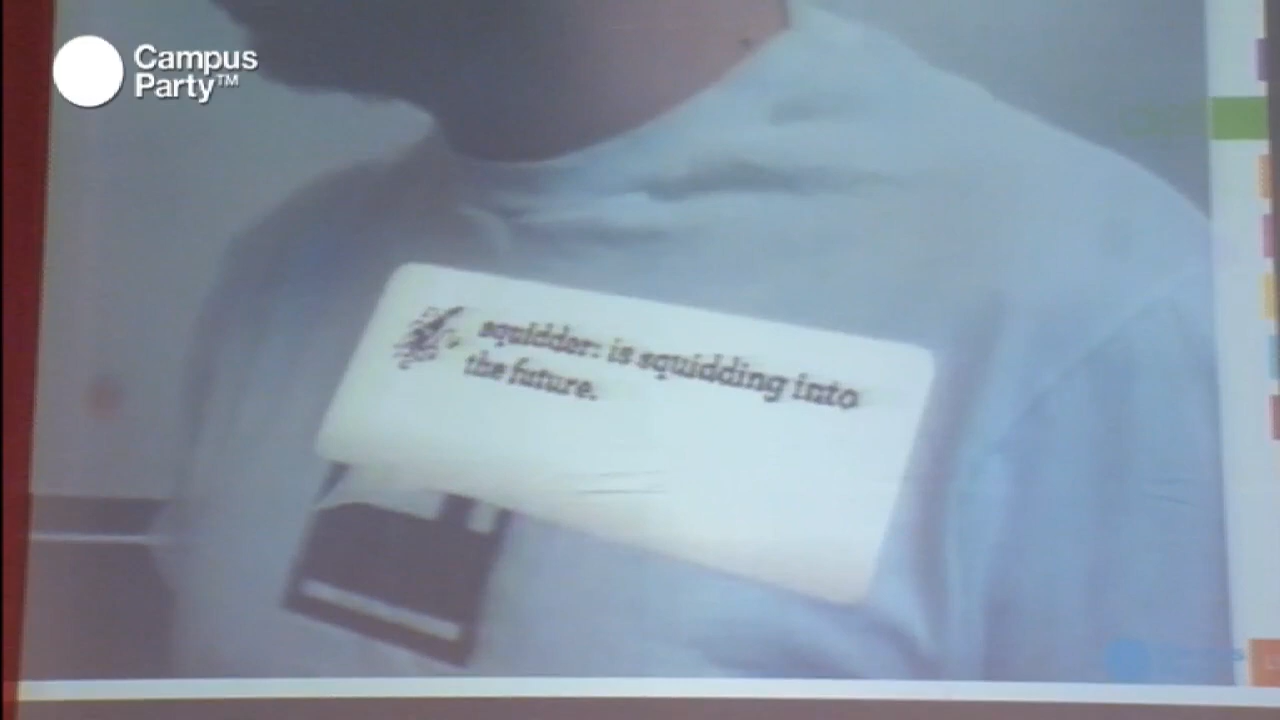 Campus
Party™
squidder: is squidding into
the future.